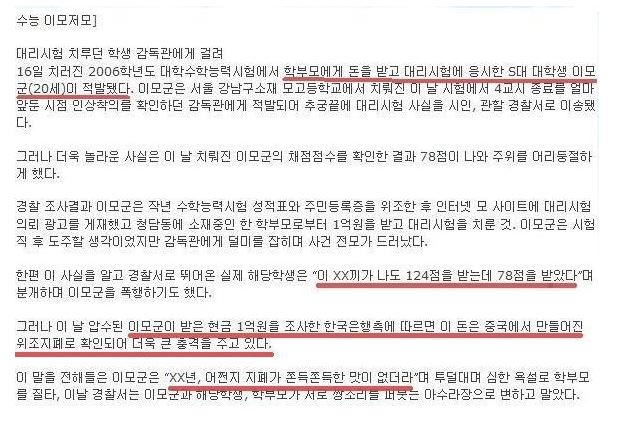 수능 이모저모]
대리시험 치루던 학생 감독관에게 걸려
16일 치러진 2006학년도 대학수학능력시험에서 학부모에게 돈을 받고 대리시험에 응시한 S대 대학생 이모
군(20세)이 적발됐다. 이모군은 서울 강남구소재 모고등학교에서 치뤄진 이 날 시험에서 4교시 종료를 얼마
앞둔 시점 인상착의를 확인하던 감독관에게 적발되어 추궁끝에 대리시험 사실을 시인, 관할 경찰서로 이송됐
다.
그러나 더욱 놀라운 사실은 이 날 치뤄진 이모군의 채점점수를 확인한 결과 78점이 나와 주위를 어리둥절하
게 했다.
경찰 조사결과 이모군은 작년 수학능력시험 성적표와 주민등록증을 위조한 후 인터넷 모 사이트에 대리시험
의뢰 광고를 게재했고 청담동에 소재중인 한 학부모로부터 1억원을 받고 대리시험을 치룬 것. 이모군은 시험
직 후 도주할 생각이었지만 감독관에게 덜미를 잡히며 사건 전모가 드러났다.
한편 이 사실을 알고 경찰서로 뛰어온 실제 해당학생은 “이 XX끼가 나도 124점을 받는데 78점을 받았다”며
분개하며 이모군을 폭행하기도 했다.
그러나 이 날 압수된 이모군이 받은 현금 1억원을 조사한 한국은행측에 따르면 이 돈은 중국에서 만들어진
위조지폐로 확인되어 더욱 큰 충격을 주고 있다.
이 말을 전해들은 이모군은 “XX년, 어쩐지 지폐가 쫀득쫀득한 맛이 없더라”며 투덜대며 심한 욕설로 학부모
를 질타, 이날 경찰서는 이모군과 해당학생, 학부모가 서로 쌍소리를 퍼붓는 아수라장으로 변하고 말았다.